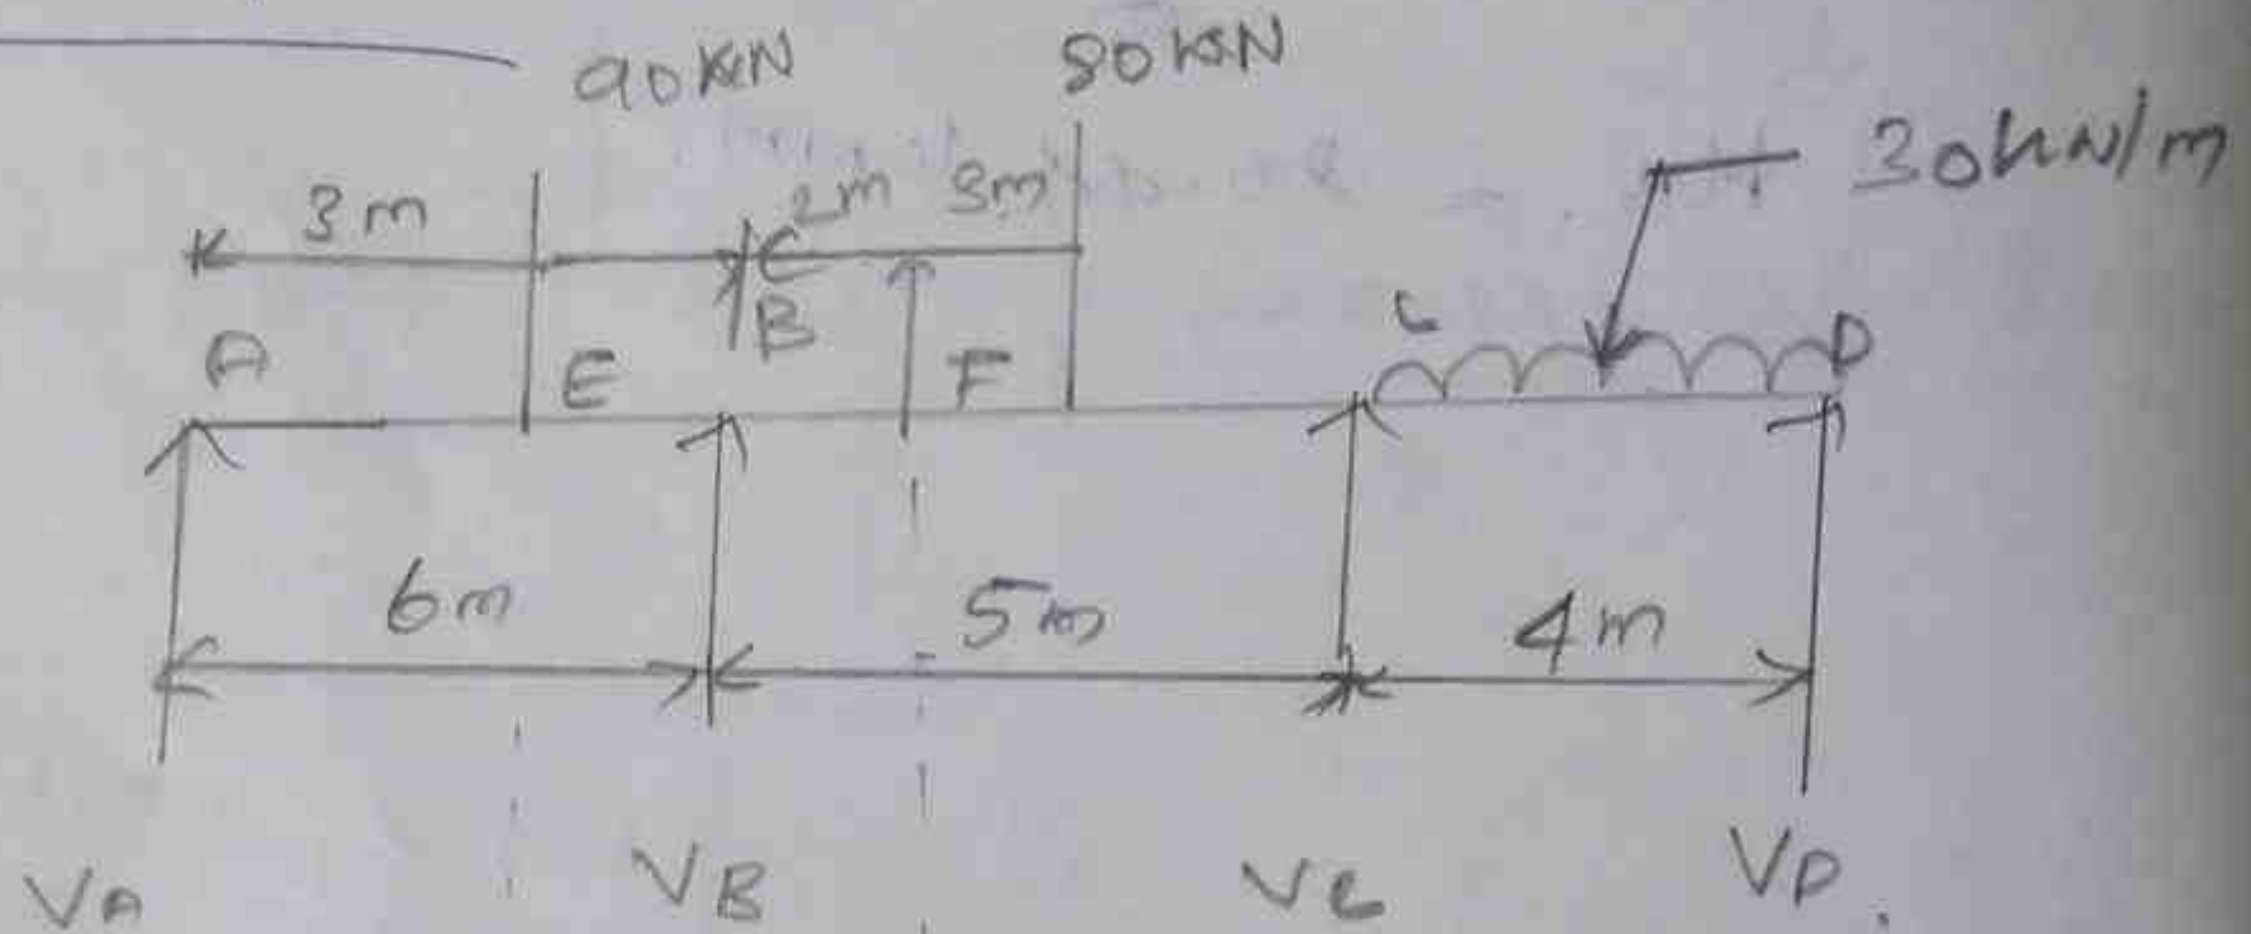 90KN 80KN
30kN/m
3m 2m 3m
A E B F C D
6m 5m 4m
VA VB VC VD.